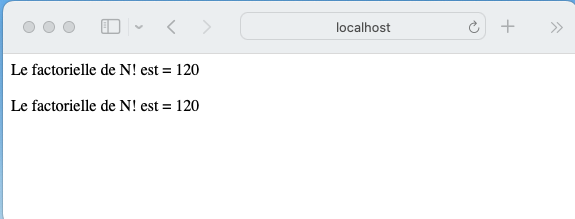 localhost
Le factorielle de N! est = 120
Le factorielle de N! est = 120